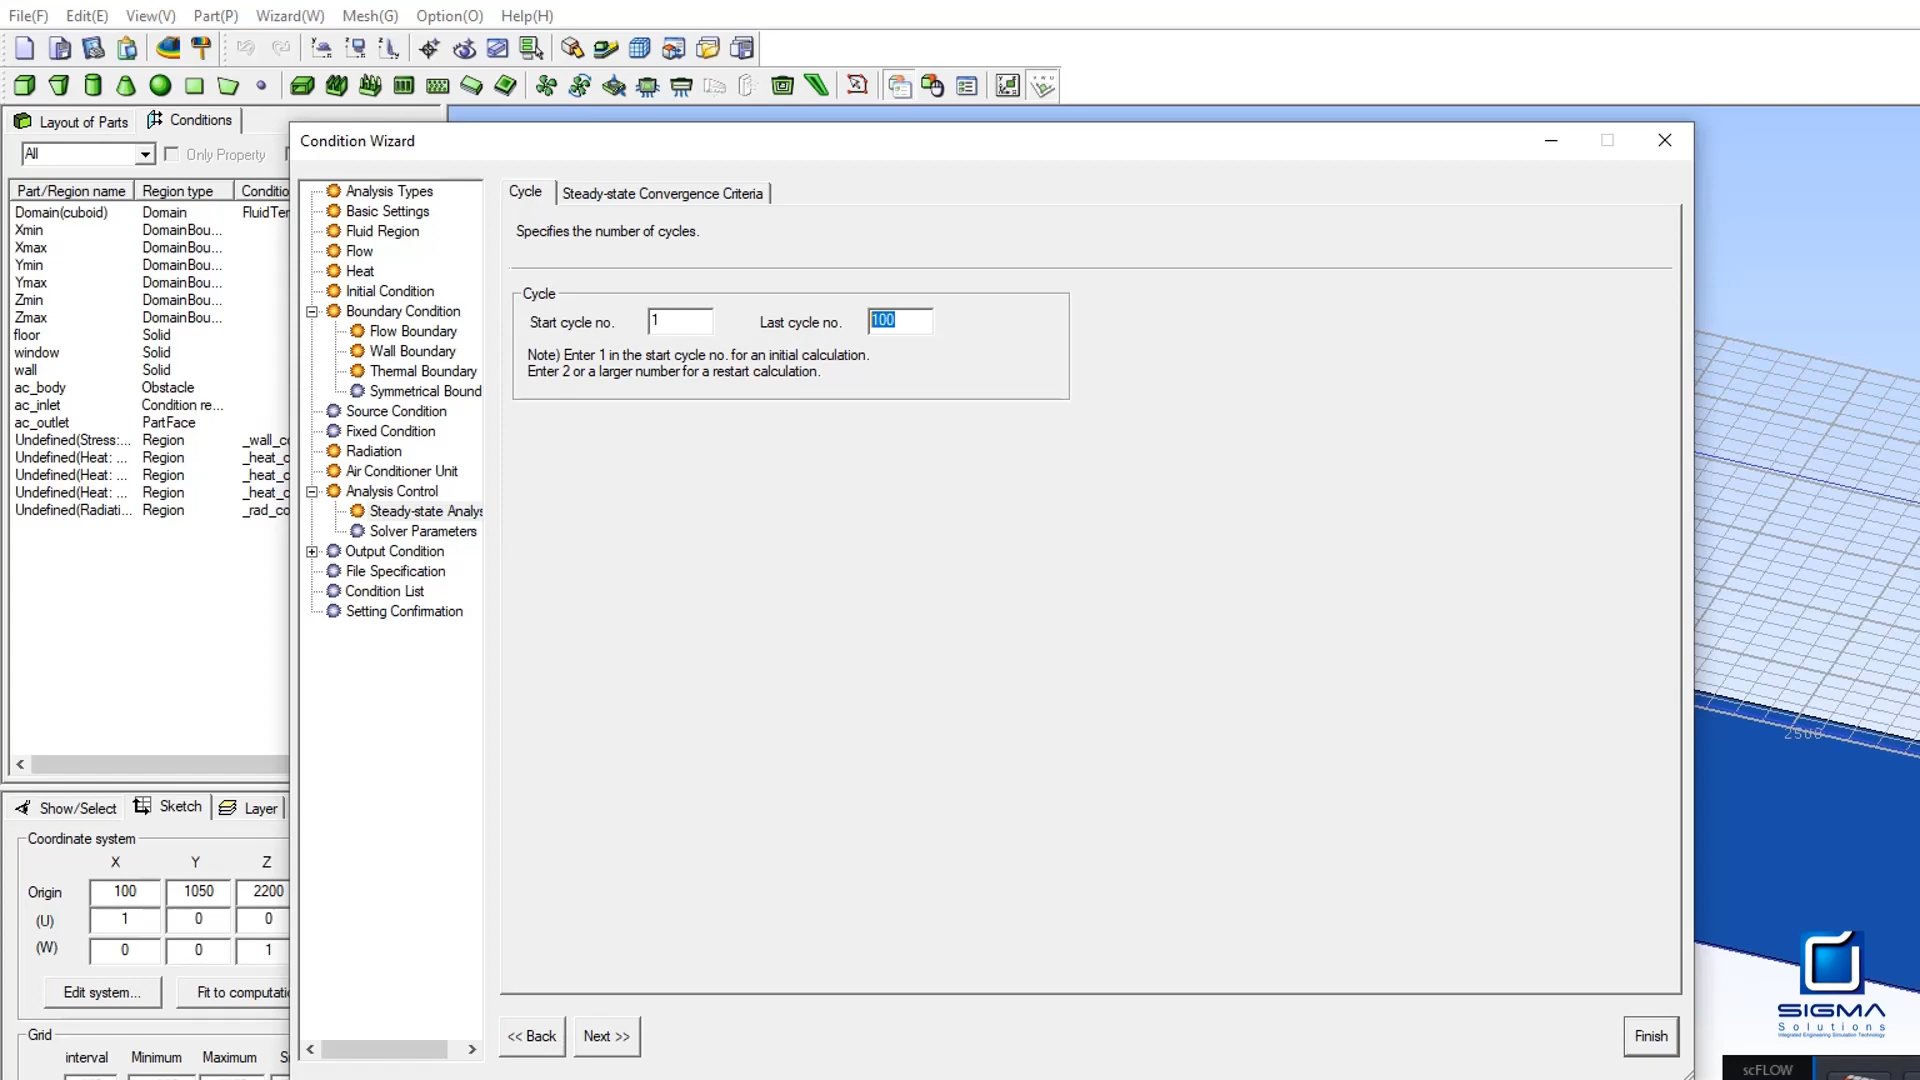 File(F) Edit(E) View(V) Part(P) Wizard(W) Mesh(G) Option(O) Help(H)
Layout of Parts Conditions
All Only Property
Part/Region name Region type Conditio
Domain(cuboid) Domain FluidTer
Xmin DomainBou...
Xmax DomainBou...
Ymin DomainBou...
Ymax DomainBou...
Zmin DomainBou...
Zmax DomainBou...
floor Solid
window Solid
wall Solid
ac_body Obstacle
ac_inlet Condition re...
ac_outlet PartFace
Undefined(Stress:... Region _wall_co
Undefined(Heat: ... Region _heat_c
Undefined(Heat: ... Region _heat_c
Undefined(Heat: ... Region _heat_c
Undefined(Radiati... Region _rad_co
Show/Select Sketch Layer
Coordinate system
X Y Z
Origin 100 1050 2200
(U) 1 0 0
(W) 0 0 1
Edit system... Fit to computatio
Grid
interval Minimum Maximum S
Condition Wizard
Analysis Types
Basic Settings
Fluid Region
Flow
Heat
Initial Condition
Boundary Condition
Flow Boundary
Wall Boundary
Thermal Boundary
Symmetrical Bound
Source Condition
Fixed Condition
Radiation
Air Conditioner Unit
Analysis Control
Steady-state Analys
Solver Parameters
Output Condition
File Specification
Condition List
Setting Confirmation
Cycle Steady-state Convergence Criteria
Specifies the number of cycles.
Cycle
Start cycle no. 1 Last cycle no. 100
Note) Enter 1 in the start cycle no. for an initial calculation.
Enter 2 or a larger number for a restart calculation.
<< Back Next >> Finish
2500
SIGMA
Solutions
Integrated Engineering Simulation Technology
scFLOW